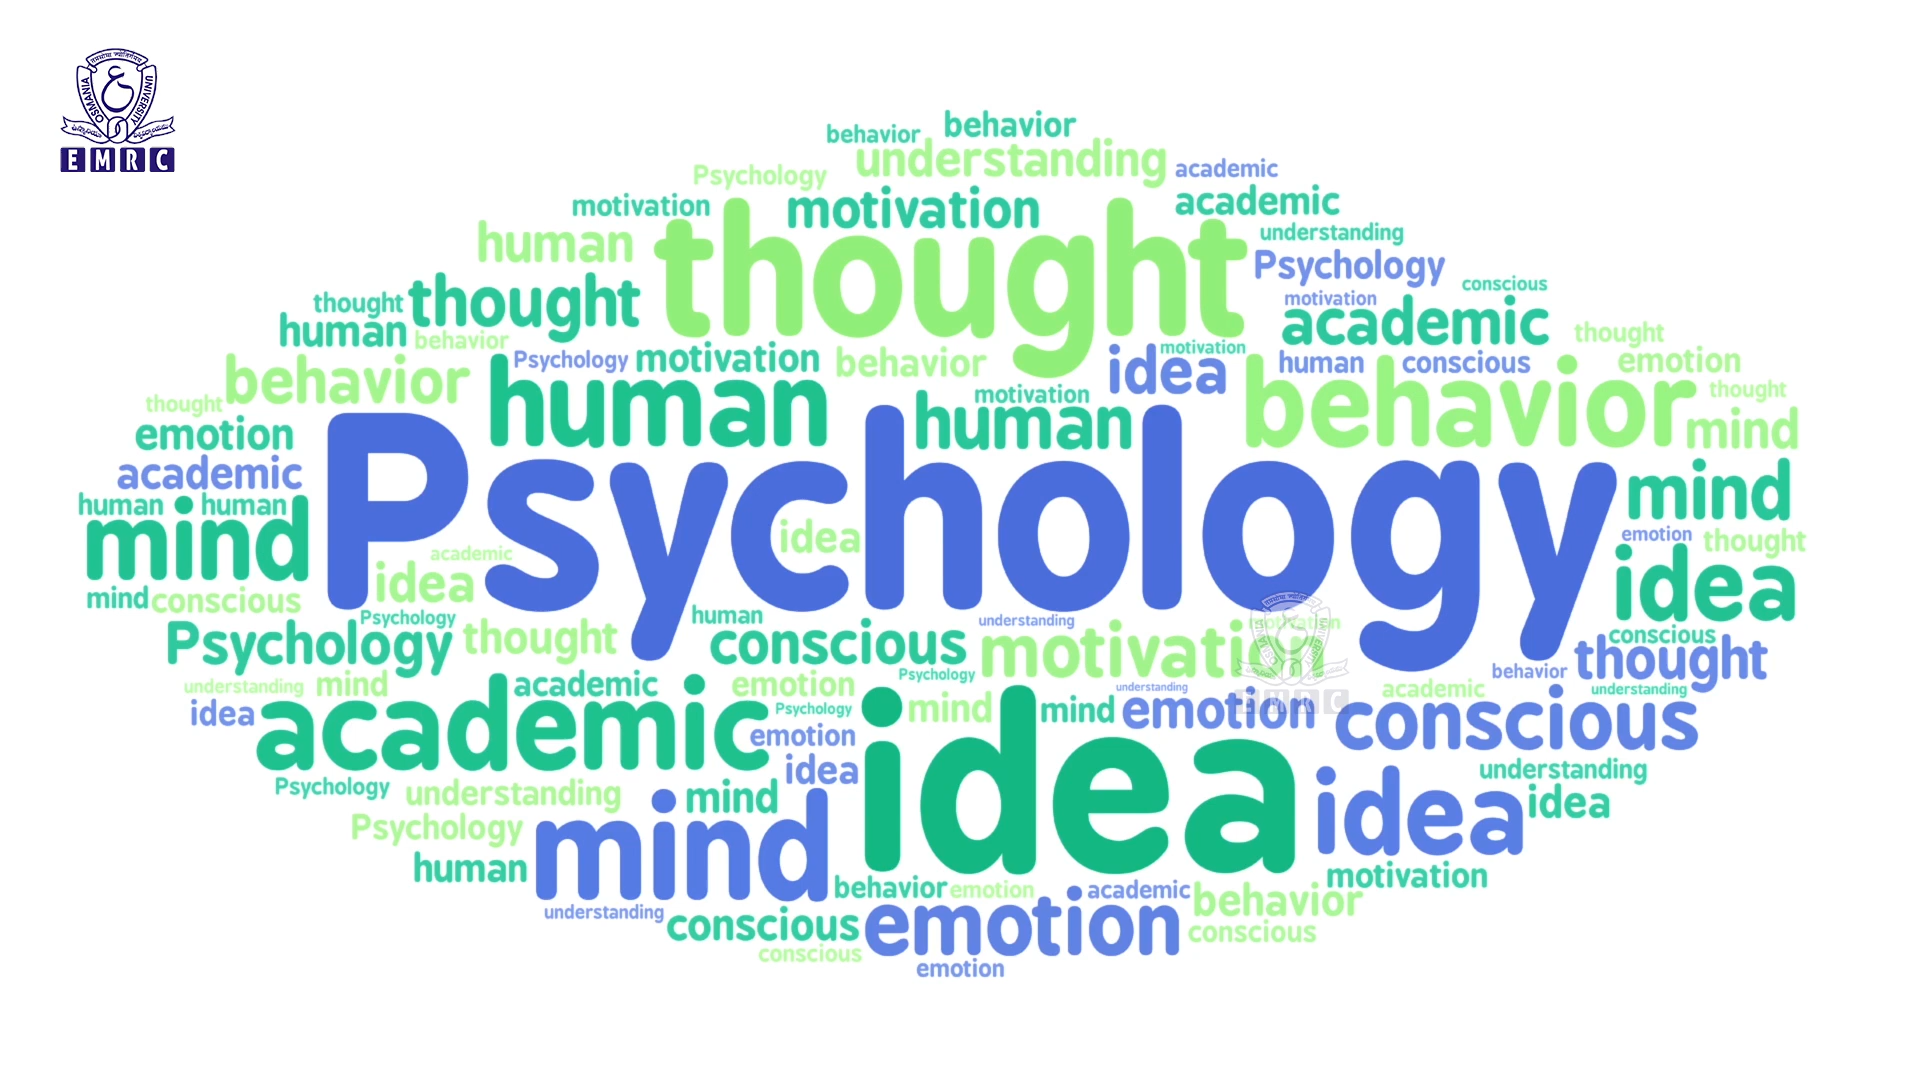 OSMANIA UNIVERSITY
E M R C
behavior behavior
Psychology understanding academic
motivation motivation academic
human thought understanding
Psychology
thought thought motivation academic conscious
human behavior thought
Psychology motivation behavior idea motivation human conscious emotion
behavior human motivation behavior thought
thought human mind
emotion
academic Psychology mind
human human
mind idea emotion thought
academic
idea idea
mind conscious
Psychology human understanding motivation
Psychology thought conscious motivation conscious
behavior thought
Psychology
understanding mind academic emotion understanding academic understanding
idea academic Psychology mind mind emotion conscious
E M R C
emotion
idea idea understanding
Psychology understanding mind idea idea
Psychology mind
human motivation
behavior emotion academic behavior
understanding conscious emotion conscious
conscious
emotion